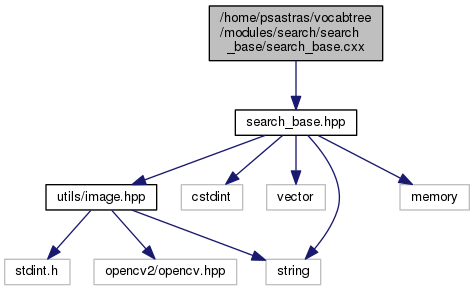 /home/psastras/vocabtree
/modules/search/search
_base/search_base.cxx
search_base.hpp
utils/image.hpp
cstdint
vector
memory
stdint.h
opencv2/opencv.hpp
string